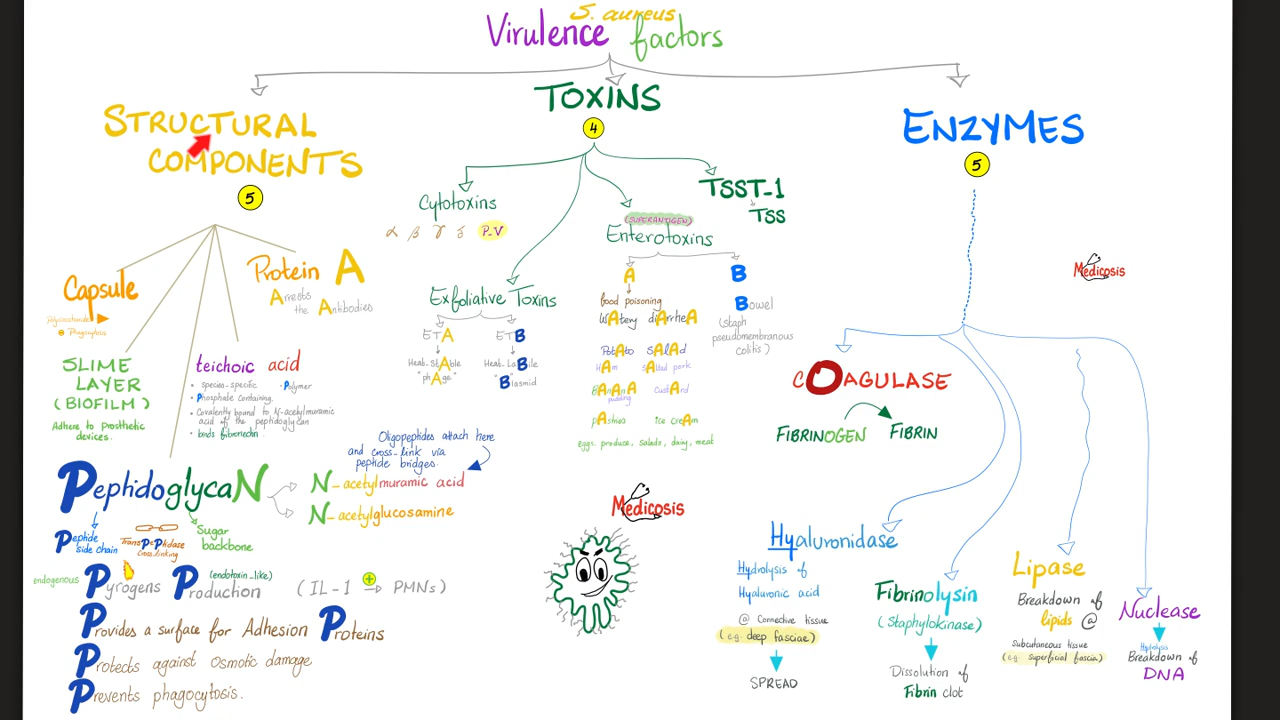 S. aureus
Virulence factors
STRUCTURAL
COMPONENTS
5
Capsule
Polysaccharide
⊖ Phagocytosis
Protein A
Arrests
the Antibodies
SLIME
LAYER
(BIOFILM)
Adhere to Prosthetic
devices.
teichoic acid
• species-specific • Polymer
• Phosphate containing.
• Covalently bound to N-acetylmuramic
acid of the peptidoglycan
• binds fibronectin
PephidoglycaN
Oligopeptides attach here
and cross-link via
peptide bridges.
N-acetylmuramic acid
N-acetylglucosamine
Peptide
side chain
TransPePtidase
Cross-linking
Sugar
backbone
endogenous Pyrogens Production (endotoxin-like) (IL-1 + → PMNs)
Provides a surface for Adhesion Proteins
Protects against osmotic damage
Prevents phagocytosis.
TOXINS
4
Cytotoxins
α β γ δ P-V
Exfoliative Toxins
ETA
Heat-StAble
"phAge"
ETB
Heat-LaBile
"Blasmid
(SUPERANTIGEN)
Enterotoxins
A
food poisoning
WAtery diArrheA
PotAto SAlAd
HAm SAlted pork
BAnAnA CustArd
pudding
pAstries ice creAm
eggs, produce, salads, dairy, meat
B
Bowel
(staph
pseudomembranous
colitis)
TSST-1
TSS
Medicosis
ENZYMES
5
Medicosis
COAGULASE
FIBRINOGEN FIBRIN
Hyaluronidase
Hydrolysis of
Hyaluronic acid
@ Connective tissue
(e.g. deep fasciae)
SPREAD
Fibrinolysin
(Staphylokinase)
Dissolution of
Fibrin clot
Lipase
Breakdown of
lipids @
Subcutaneous tissue
(e.g. superficial fascia)
Nuclease
Hydrolysis
Breakdown of
DNA